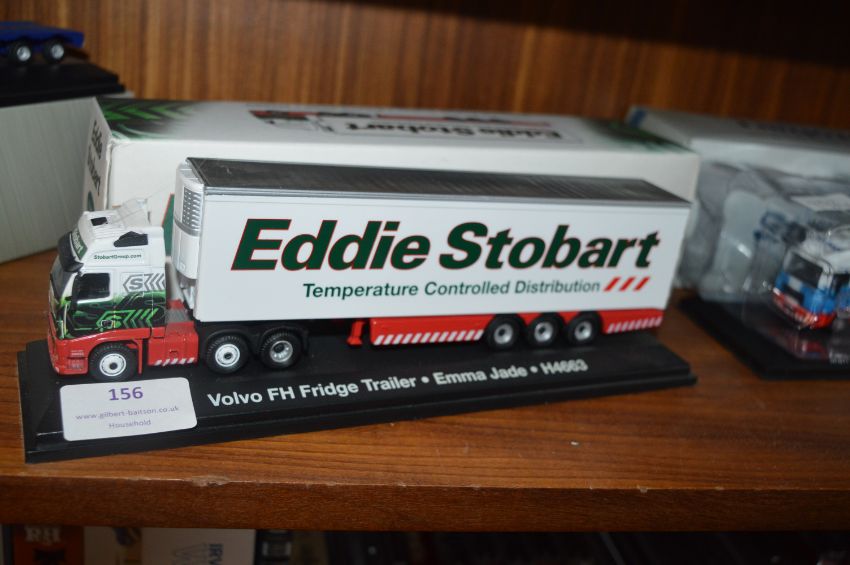 Eddie Stobart
Eddie Stobart
Temperature Controlled Distribution
StobartGroup.com
S
Volvo FH Fridge Trailer • Emma Jade • H4663
156
www.gilbert-baitson.co.uk
Household